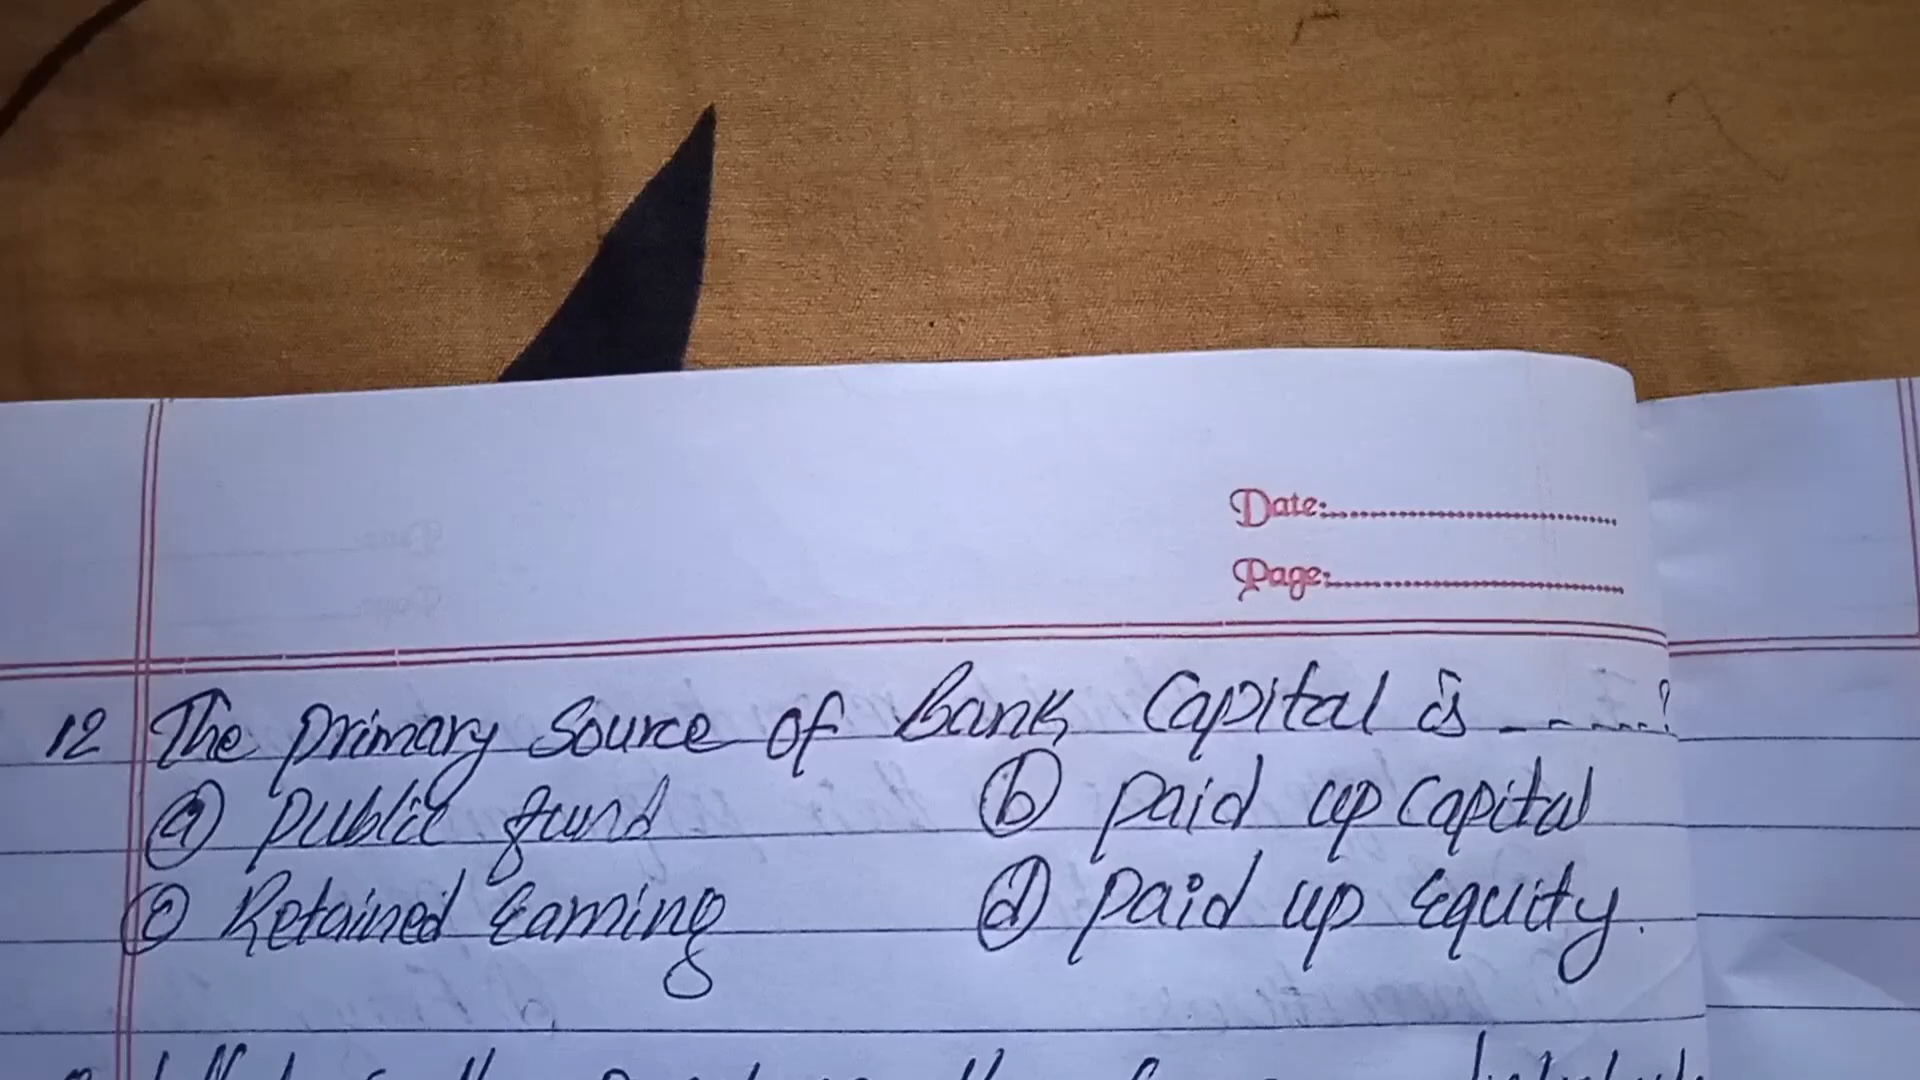 Date:
Page:
12 The primary Source of Bank Capital is ----?
(a) public fund (b) paid up Capital
(c) Retained Earning (d) paid up Equity.